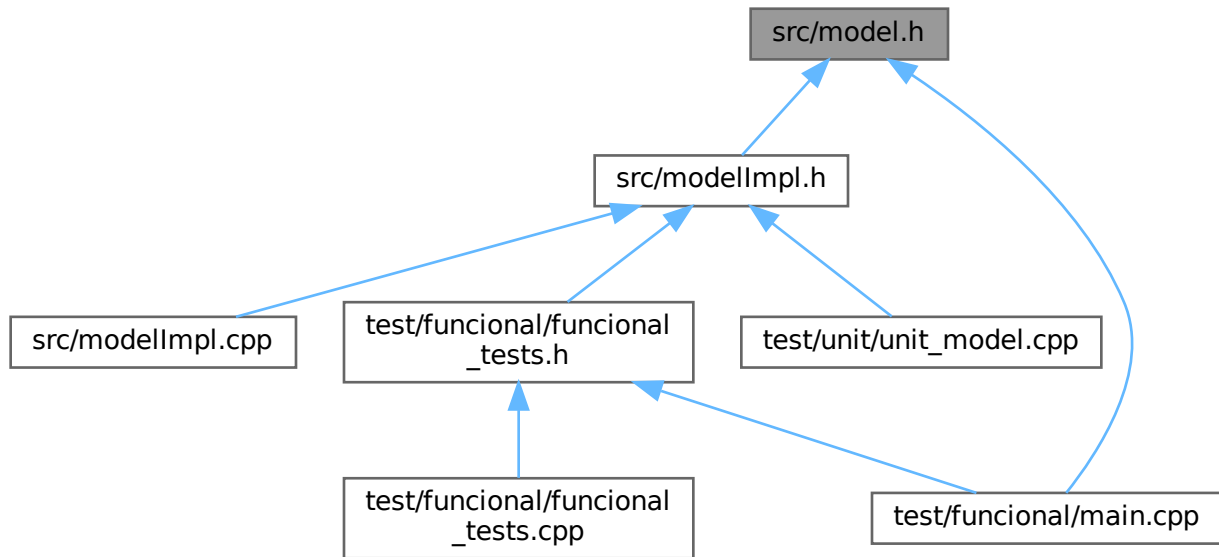 src/model.h
src/modelImpl.h
src/modelImpl.cpp
test/funcional/funcional
_tests.h
test/unit/unit_model.cpp
test/funcional/funcional
_tests.cpp
test/funcional/main.cpp